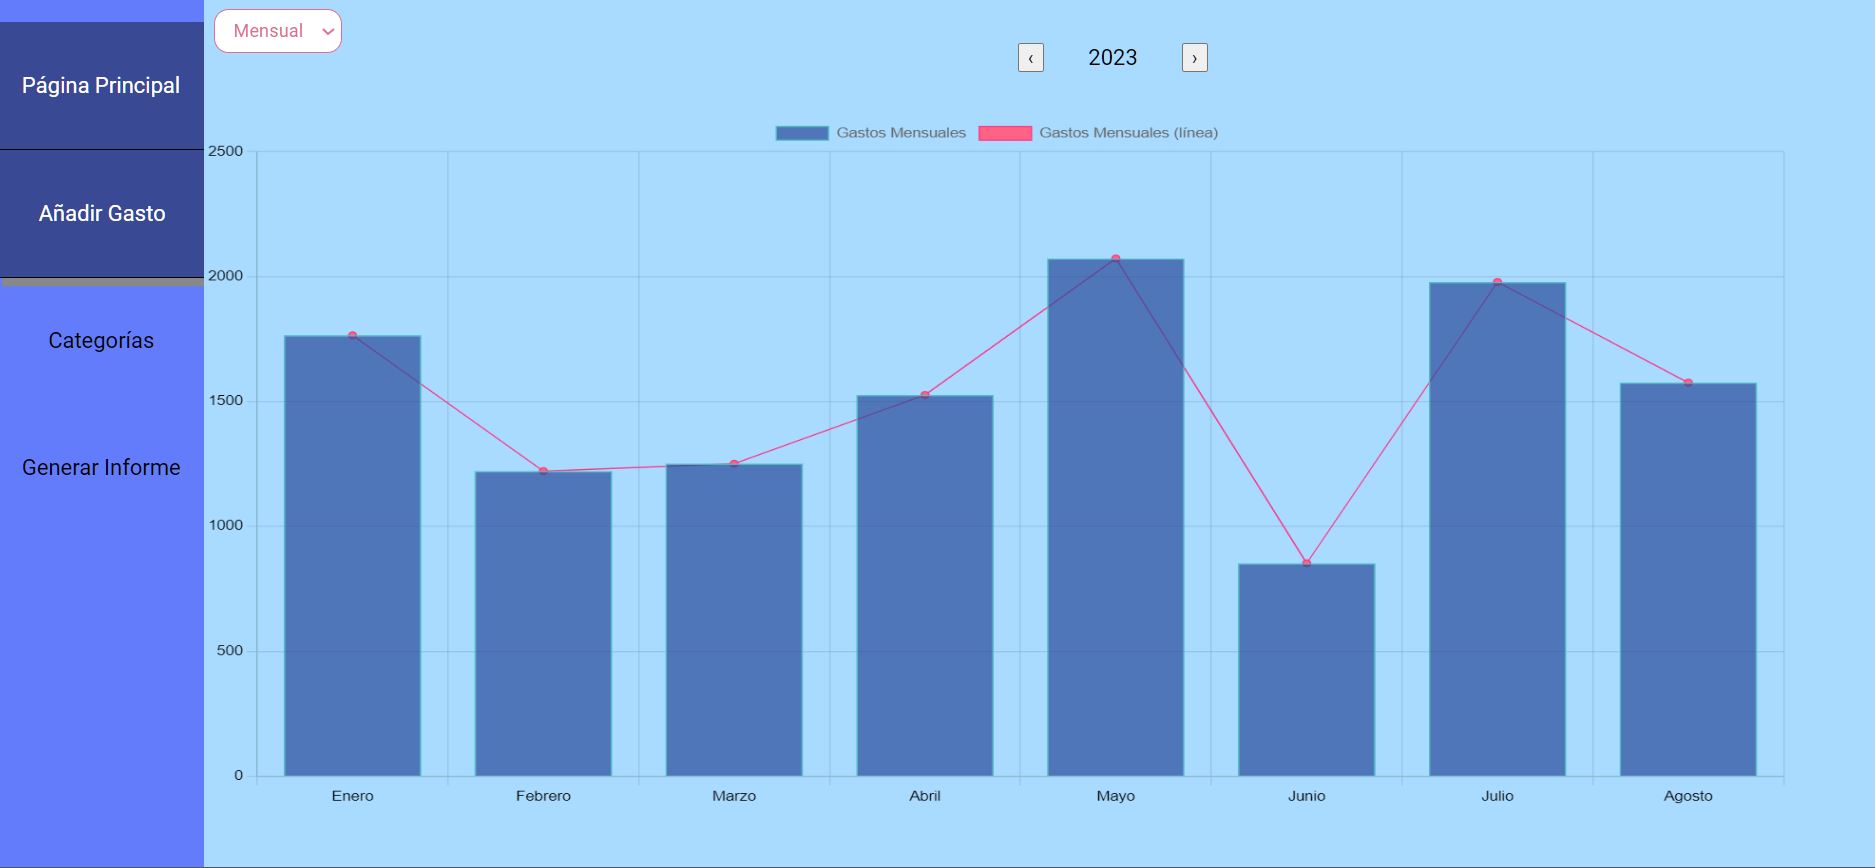 Página Principal
Añadir Gasto
Categorías
Generar Informe
Mensual
‹ 2023 ›
Gastos Mensuales Gastos Mensuales (línea)
2500
2000
1500
1000
500
0
Enero Febrero Marzo Abril Mayo Junio Julio Agosto